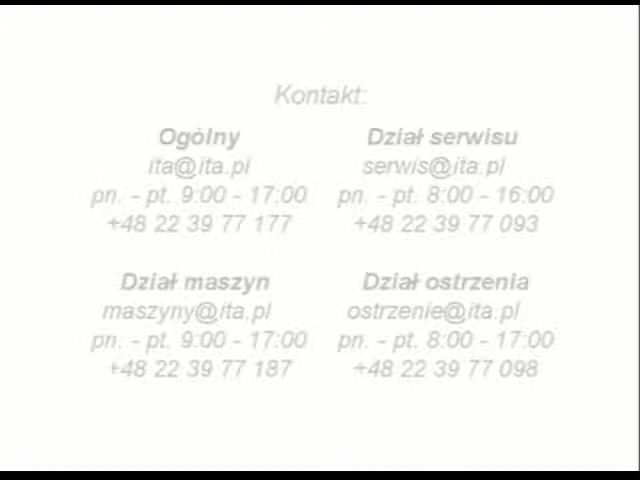 Kontakt:
Ogólny
ita@ita.pl
pn. - pt. 9:00 - 17:00
+48 22 39 77 177
Dział serwisu
serwis@ita.pl
pn. - pt. 8:00 - 16:00
+48 22 39 77 093
Dział maszyn
maszyny@ita.pl
pn. - pt. 9:00 - 17:00
+48 22 39 77 187
Dział ostrzenia
ostrzenie@ita.pl
pn. - pt. 8:00 - 17:00
+48 22 39 77 098